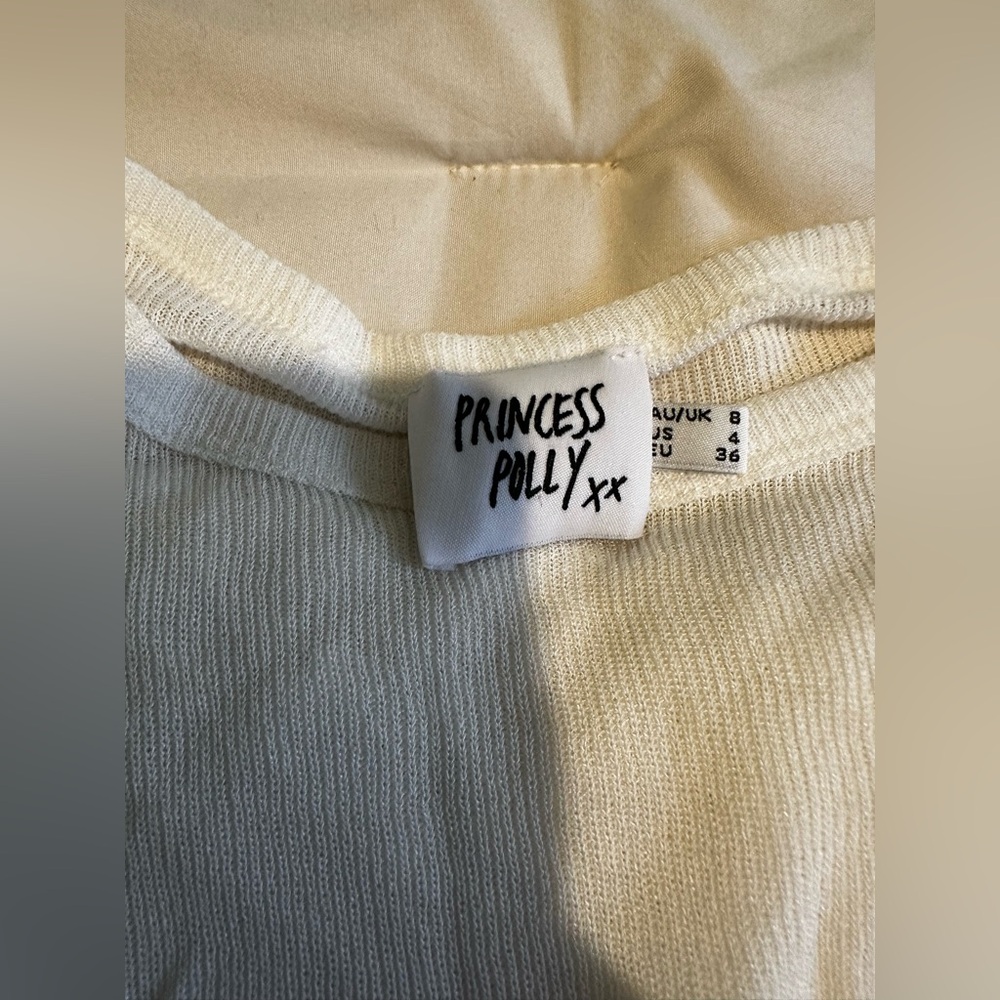 PRINCESS
POLLY xx
AU/UK 8
US 4
EU 36